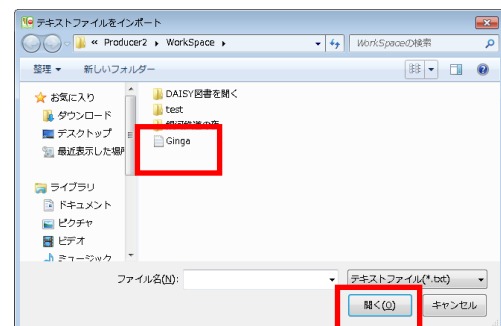 テキストファイルをインポート
« Producer2 ▸ WorkSpace ▸
WorkSpaceの検索
整理 ▼ 新しいフォルダー
お気に入り
ダウンロード
デスクトップ
最近表示した場所
ライブラリ
ドキュメント
ピクチャ
ビデオ
ミュージック
DAISY図書を開く
test
銀河鉄道の夜
Ginga
ファイル名(N):
テキストファイル(*.txt)
開く(O) キャンセル